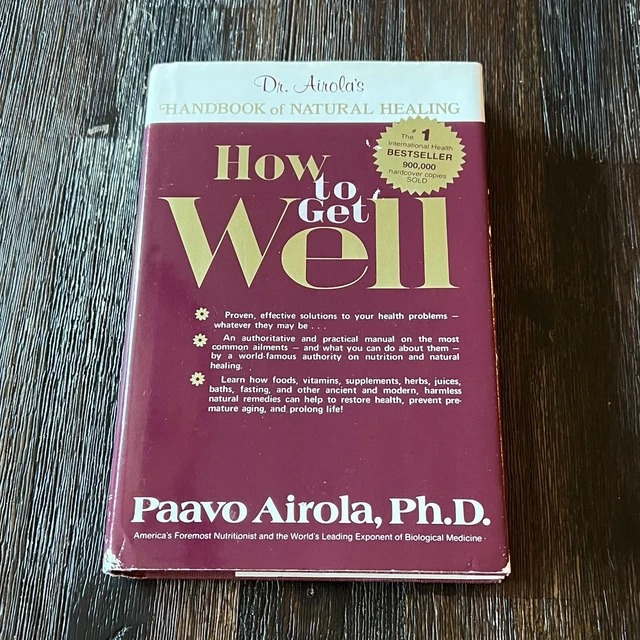 Dr. Airola's
HANDBOOK of NATURAL HEALING
The #1
International Health
BESTSELLER
900,000
hardcover copies
SOLD
How
to
Get
Well
Proven, effective solutions to your health problems —
whatever they may be . . .
An authoritative and practical manual on the most
common ailments — and what you can do about them —
by a world-famous authority on nutrition and natural
healing.
Learn how foods, vitamins, supplements, herbs, juices,
baths, fasting, and other ancient and modern, harmless
natural remedies can help to restore health, prevent pre-
mature aging, and prolong life!
Paavo Airola, Ph.D.
America's Foremost Nutritionist and the World's Leading Exponent of Biological Medicine